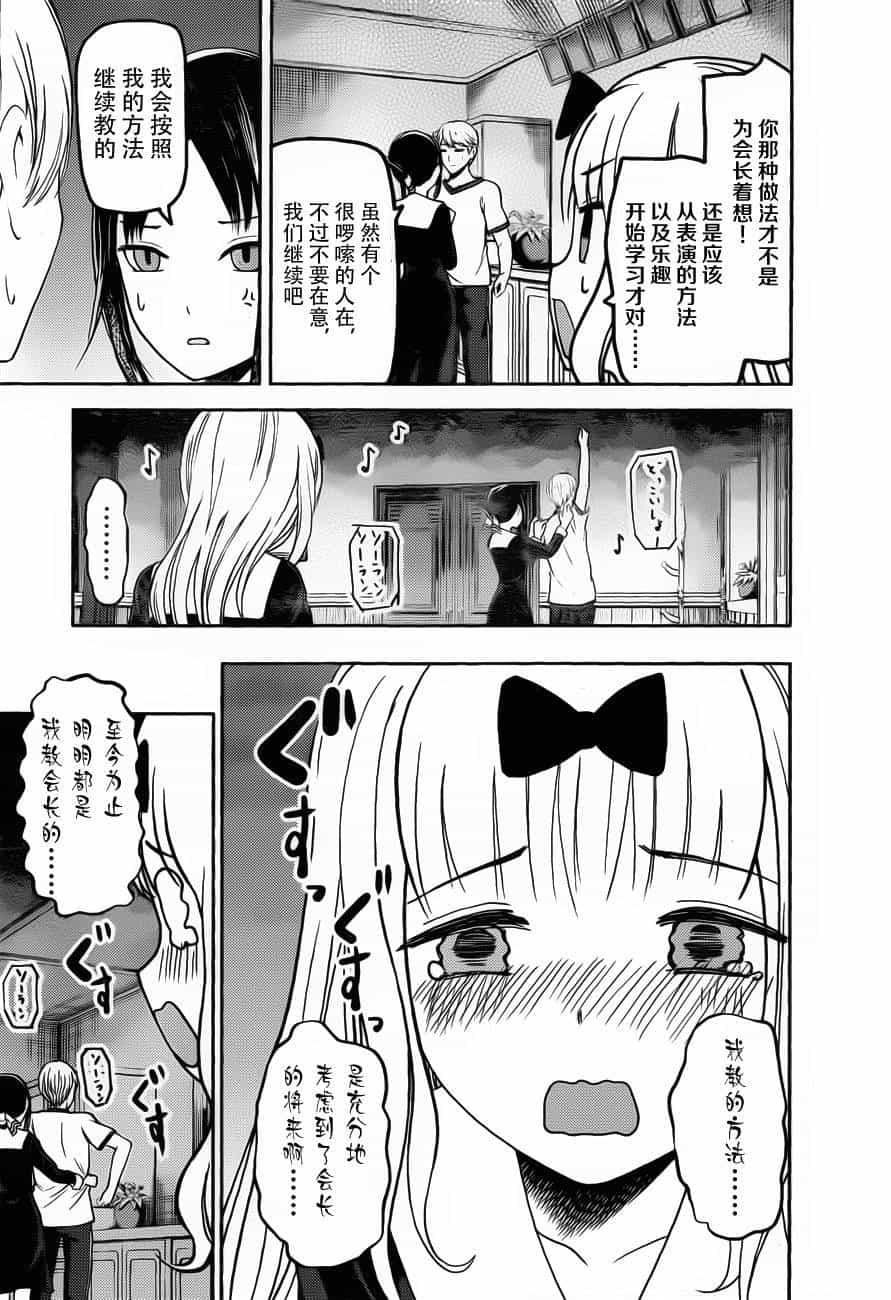 你那种做法才不是
为会长着想！
还是应该
从表演的方法
以及乐趣
开始学习才对……
虽然有个
很啰嗦的人在，
不过不要在意，
我们继续吧
我会按照
我的方法
继续教的
どっこいしょー
ソーラン
ソーラン
……
ぐすっ
ぐすっ
我教的方法……
是充分地
考虑到了会长
的将来啊……
至今为止
明明都是
我教会长的……
ぐすっ
ぐすっ
ソーラン
ソーラン